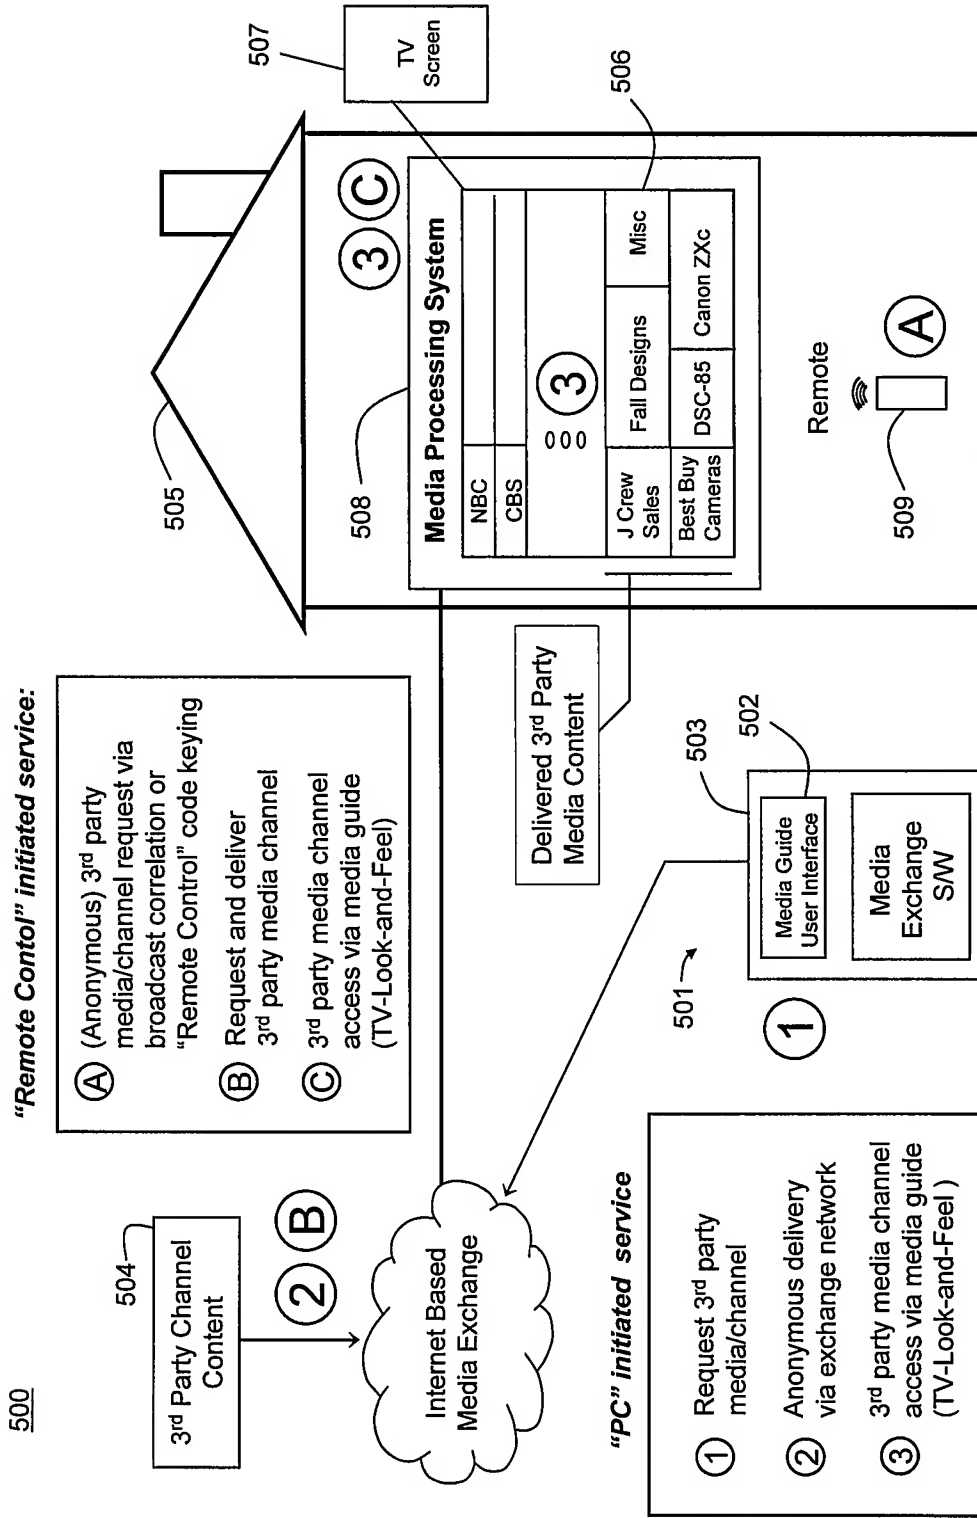 500
504
3rd Party Channel
Content
2
B
Internet Based
Media Exchange
"PC" initiated service
1 Request 3rd party
media/channel
2 Anonymous delivery
via exchange network
3 3rd party media channel
access via media guide
(TV-Look-and-Feel )
"Remote Contol" initiated service:
A (Anonymous) 3rd party
media/channel request via
broadcast correlation or
"Remote Control" code keying
B Request and deliver
3rd party media channel
C 3rd party media channel
access via media guide
(TV-Look-and-Feel)
Delivered 3rd Party
Media Content
501
1
503
502
Media Guide
User Interface
Media
Exchange
S/W
505
508
3
C
Media Processing System
NBC
CBS
000
3
J Crew
Sales
Fall Designs
Misc
Best Buy
Cameras
DSC-85
Canon ZXc
507
TV
Screen
506
Remote
509
A